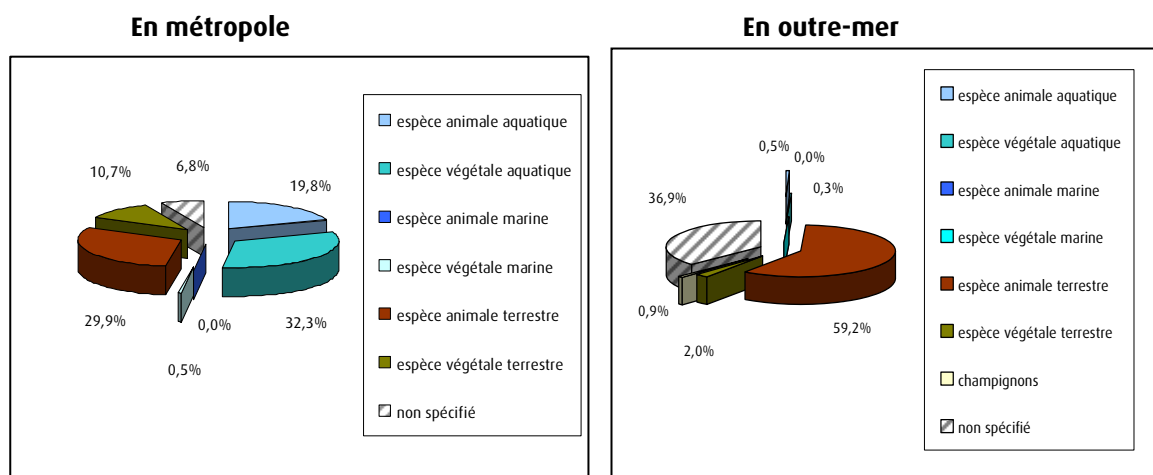 En métropole
6,8%
10,7%
19,8%
29,9%
0,0%
32,3%
0,5%
espèce animale aquatique
espèce végétale aquatique
espèce animale marine
espèce végétale marine
espèce animale terrestre
espèce végétale terrestre
non spécifié
En outre-mer
0,5%
0,0%
36,9%
0,3%
0,9%
59,2%
2,0%
espèce animale aquatique
espèce végétale aquatique
espèce animale marine
espèce végétale marine
espèce animale terrestre
espèce végétale terrestre
champignons
non spécifié